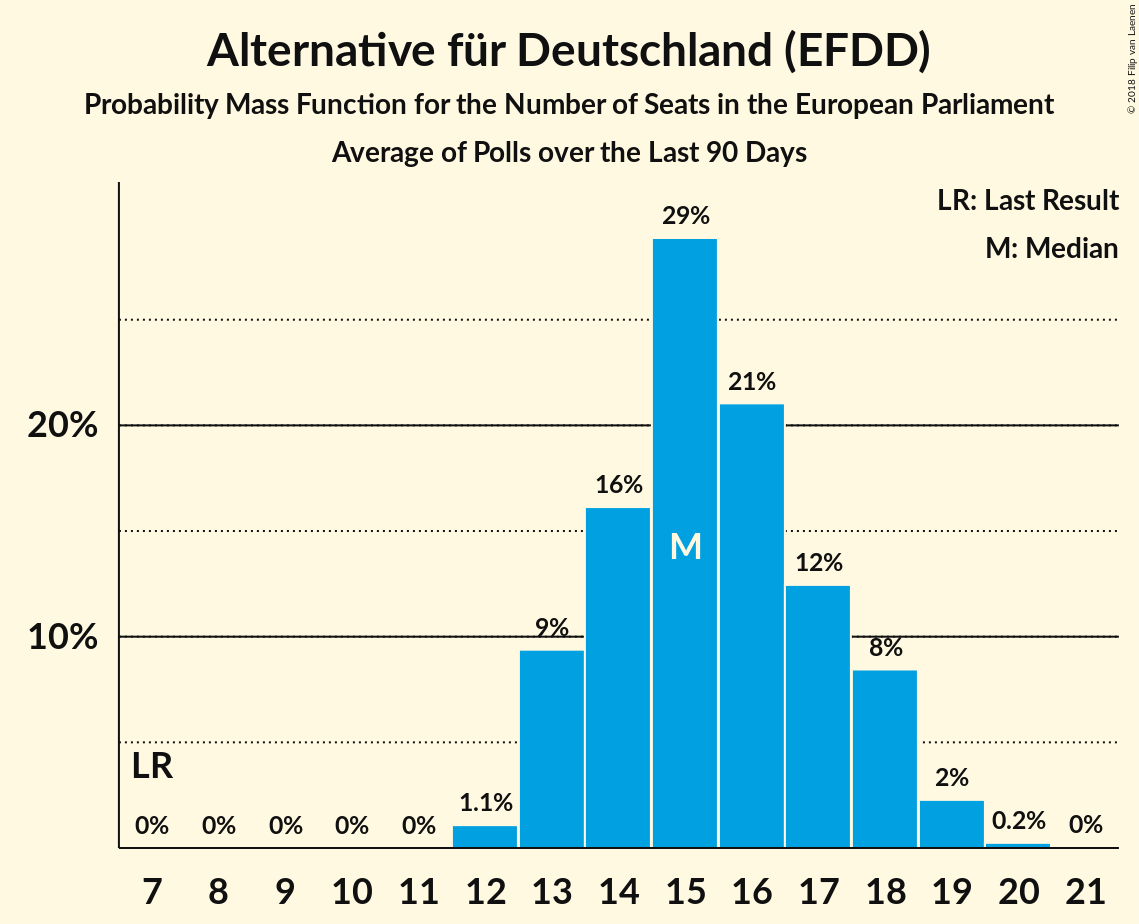 Alternative für Deutschland (EFDD)
Probability Mass Function for the Number of Seats in the European Parliament
Average of Polls over the Last 90 Days
© 2018 Filip van Laenen
LR: Last Result
M: Median
29%
21%
20%
16%
M
12%
9%
10%
8%
LR
2%
1.1%
0% 0% 0% 0% 0% 0.2% 0%
7 8 9 10 11 12 13 14 15 16 17 18 19 20 21